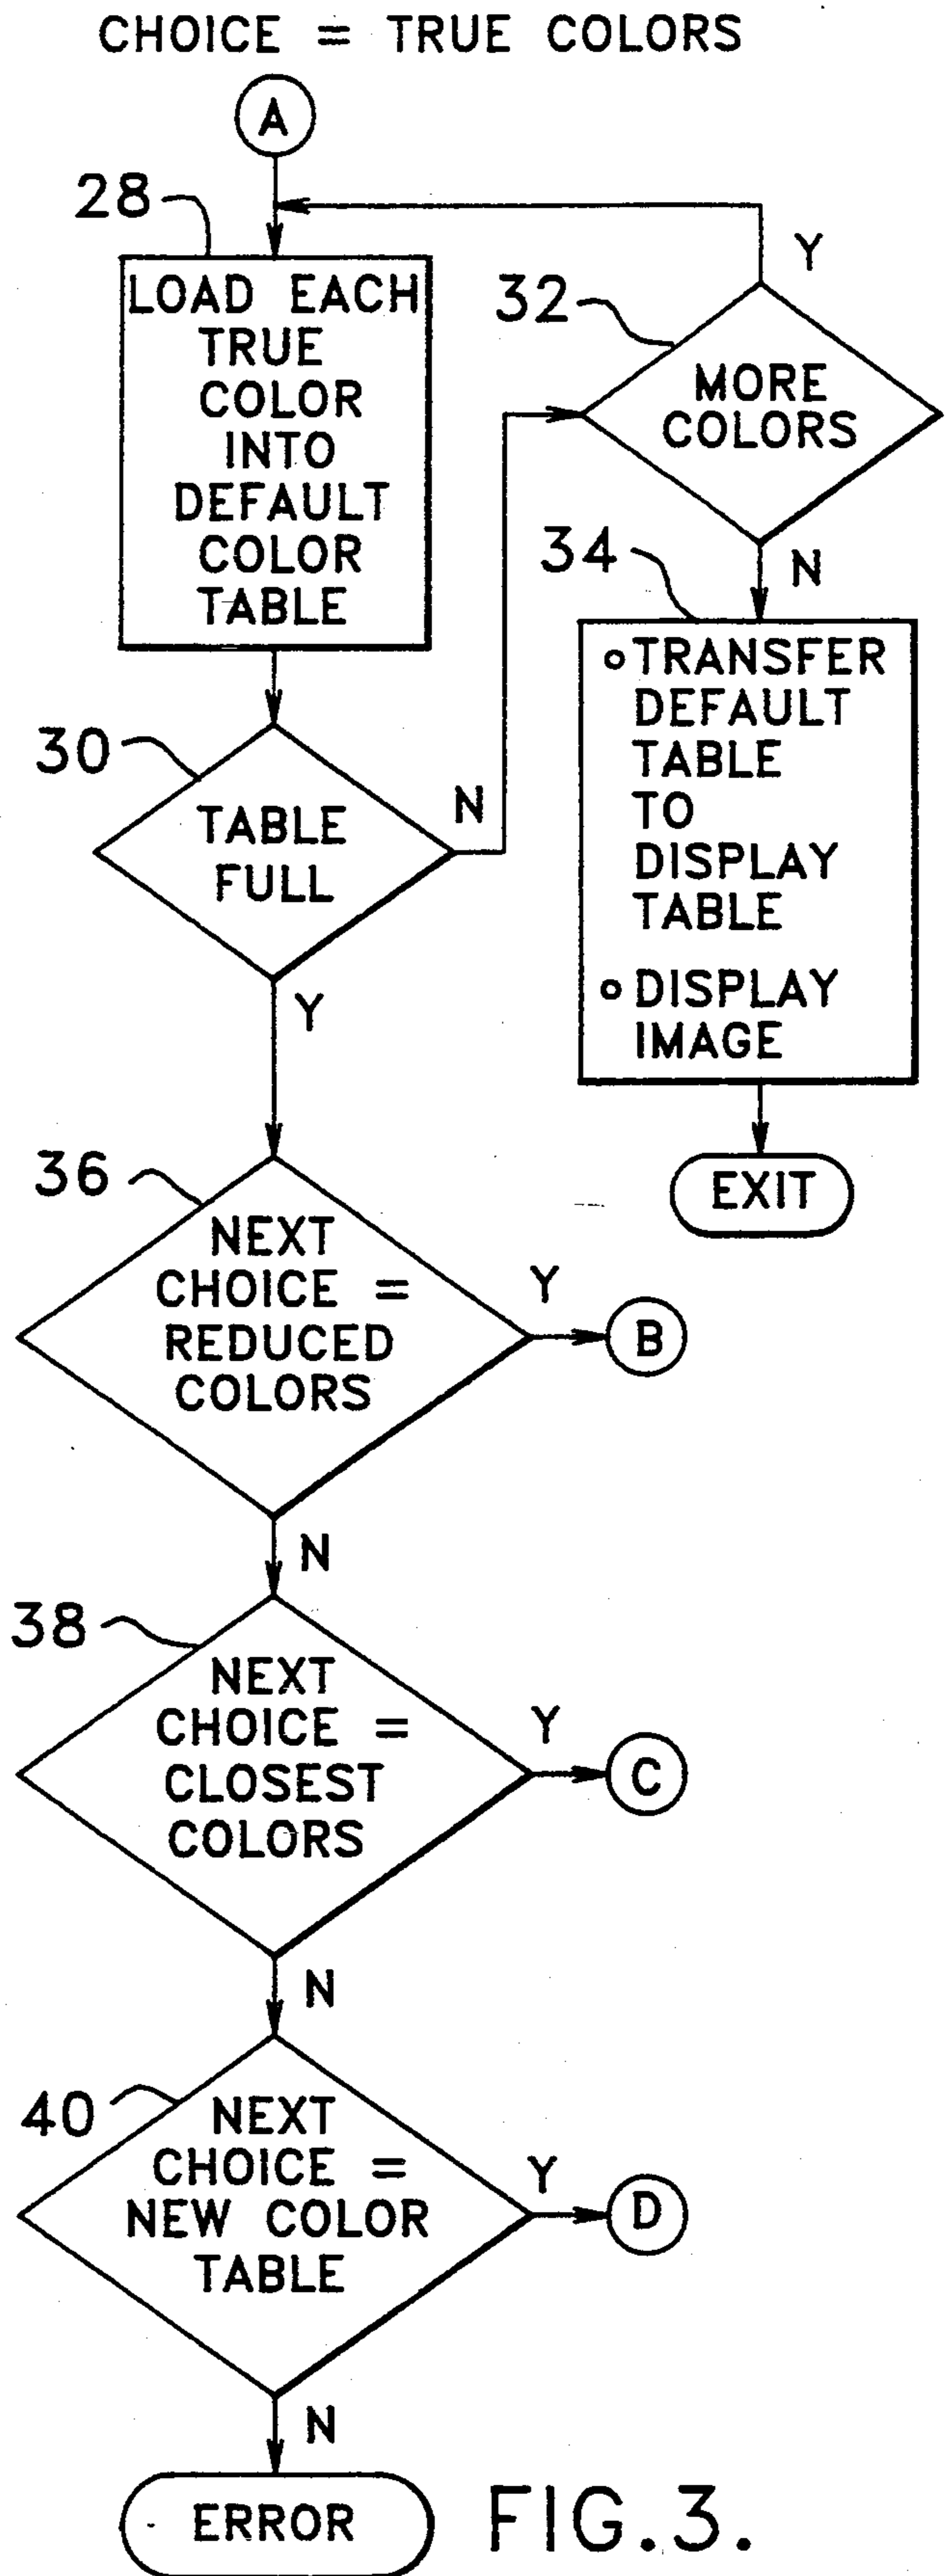 CHOICE = TRUE COLORS
A
28
LOAD EACH
TRUE
COLOR
INTO
DEFAULT
COLOR
TABLE
Y
32
MORE
COLORS
N
34
○ TRANSFER
DEFAULT
TABLE
TO
DISPLAY
TABLE
○ DISPLAY
IMAGE
EXIT
30
TABLE
FULL
N
Y
36
NEXT
CHOICE =
REDUCED
COLORS
Y
B
N
38
NEXT
CHOICE =
CLOSEST
COLORS
Y
C
N
40
NEXT
CHOICE =
NEW COLOR
TABLE
Y
D
N
ERROR
FIG.3.